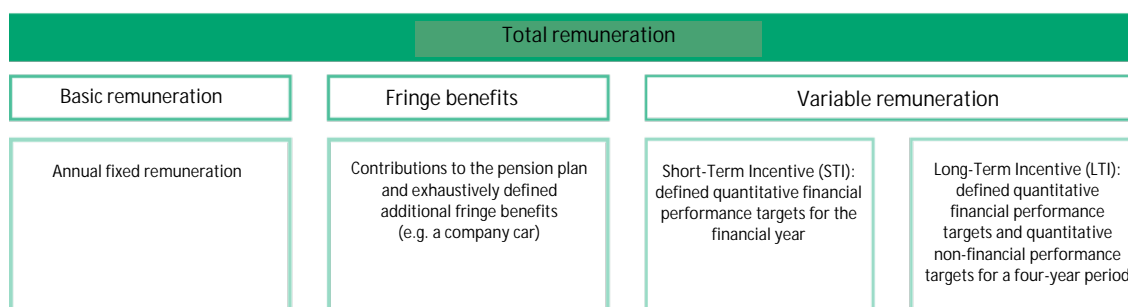 Total remuneration
Basic remuneration
Fringe benefits
Variable remuneration
Annual fixed remuneration
Contributions to the pension plan
and exhaustively defined
additional fringe benefits
(e.g. a company car)
Short-Term Incentive (STI):
defined quantitative financial
performance targets for the
financial year
Long-Term Incentive (LTI):
defined quantitative
financial performance
targets and quantitative
non-financial performance
targets for a four-year period